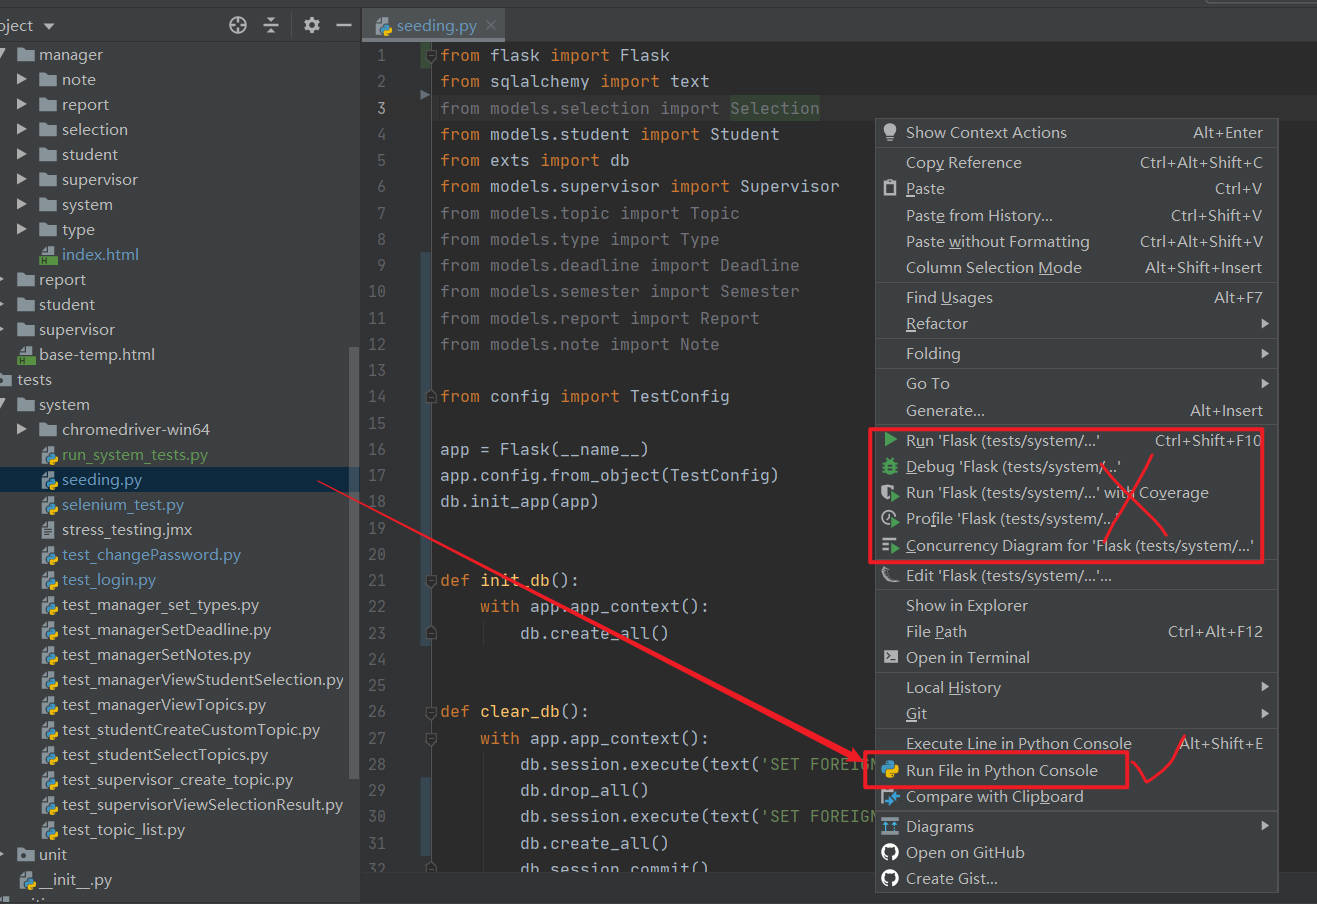 oject
manager
note
report
selection
student
supervisor
system
type
index.html
report
student
supervisor
base-temp.html
tests
system
chromedriver-win64
run_system_tests.py
seeding.py
selenium_test.py
stress_testing.jmx
test_changePassword.py
test_login.py
test_manager_set_types.py
test_managerSetDeadline.py
test_managerSetNotes.py
test_managerViewStudentSelection.py
test_managerViewTopics.py
test_studentCreateCustomTopic.py
test_studentSelectTopics.py
test_supervisor_create_topic.py
test_supervisorViewSelectionResult.py
test_topic_list.py
unit
__init__.py
seeding.py
1 from flask import Flask
2 from sqlalchemy import text
3 from models.selection import Selection
4 from models.student import Student
5 from exts import db
6 from models.supervisor import Supervisor
7 from models.topic import Topic
8 from models.type import Type
9 from models.deadline import Deadline
10 from models.semester import Semester
11 from models.report import Report
12 from models.note import Note
13
14 from config import TestConfig
15
16 app = Flask(__name__)
17 app.config.from_object(TestConfig)
18 db.init_app(app)
19
20
21 def init_db():
22 with app.app_context():
23 db.create_all()
24
25
26 def clear_db():
27 with app.app_context():
28 db.session.execute(text('SET FOREIGN
29 db.drop_all()
30 db.session.execute(text('SET FOREIGN
31 db.create_all()
32 db.session.commit()
Show Context Actions Alt+Enter
Copy Reference Ctrl+Alt+Shift+C
Paste Ctrl+V
Paste from History... Ctrl+Shift+V
Paste without Formatting Ctrl+Alt+Shift+V
Column Selection Mode Alt+Shift+Insert
Find Usages Alt+F7
Refactor
Folding
Go To
Generate... Alt+Insert
Run 'Flask (tests/system/...' Ctrl+Shift+F10
Debug 'Flask (tests/system/...'
Run 'Flask (tests/system/...' with Coverage
Profile 'Flask (tests/system/...'
Concurrency Diagram for 'Flask (tests/system/...'
Edit 'Flask (tests/system/...'...
Show in Explorer
File Path Ctrl+Alt+F12
Open in Terminal
Local History
Git
Execute Line in Python Console Alt+Shift+E
Run File in Python Console
Compare with Clipboard
Diagrams
Open on GitHub
Create Gist...